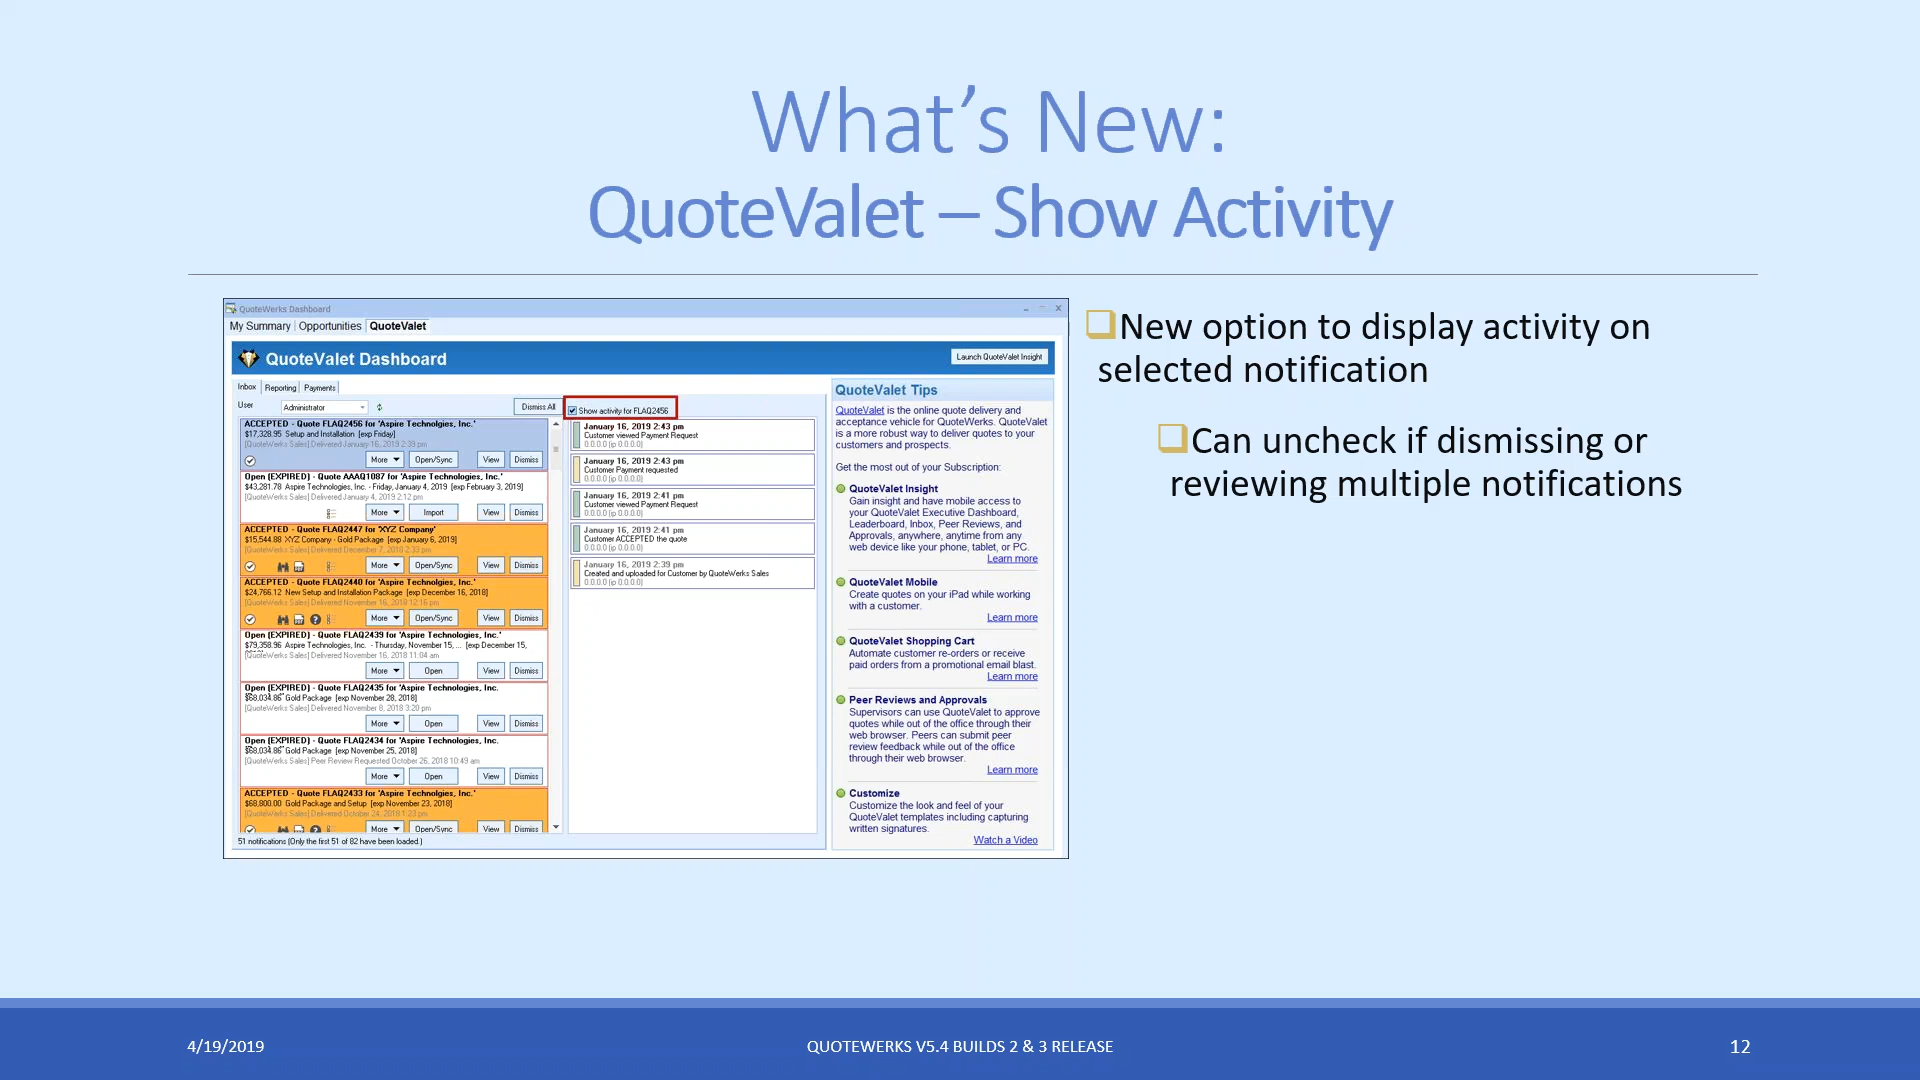 What's New:
QuoteValet – Show Activity
QuoteWerks Dashboard
My Summary Opportunities QuoteValet
QuoteValet Dashboard
Launch QuoteValet Insight
Inbox Reporting Payments
User Administrator Dismiss All
ACCEPTED - Quote FLAQ2456 for 'Aspire Technologies, Inc.'
$17,328.95 Setup and Installation [exp Friday]
[QuoteWerks Sales] Delivered January 16, 2019 2:39 pm
More Open/Sync View Dismiss
Open (EXPIRED) - Quote AAAQ1087 for 'Aspire Technologies, Inc.'
$43,281.78 Aspire Technologies, Inc. - Friday, January 4, 2019 [exp February 3, 2019]
[QuoteWerks Sales] Delivered January 4, 2019 2:12 pm
More Import View Dismiss
ACCEPTED - Quote FLAQ2447 for 'XYZ Company'
$15,544.88 XYZ Company - Gold Package [exp January 6, 2019]
[QuoteWerks Sales] Delivered December 7, 2018 2:33 pm
More Open/Sync View Dismiss
ACCEPTED - Quote FLAQ2440 for 'Aspire Technolgies, Inc.'
$24,766.12 New Setup and Installation Package [exp December 16, 2018]
[QuoteWerks Sales] Delivered November 16, 2018 12:16 pm
More Open/Sync View Dismiss
Open (EXPIRED) - Quote FLAQ2439 for 'Aspire Technologies, Inc.'
$79,358.96 Aspire Technologies, Inc. - Thursday, November 15, ... [exp December 15,
[QuoteWerks Sales] Delivered November 16, 2018 11:04 am
More Open View Dismiss
Open (EXPIRED) - Quote FLAQ2435 for 'Aspire Technologies, Inc.
$68,034.86 Gold Package [exp November 28, 2018]
[QuoteWerks Sales] Delivered November 8, 2018 3:20 pm
More Open View Dismiss
Open (EXPIRED) - Quote FLAQ2434 for 'Aspire Technologies, Inc.
$68,034.86 Gold Package [exp November 25, 2018]
[QuoteWerks Sales] Peer Review Requested October 26, 2018 10:49 am
More Open View Dismiss
ACCEPTED - Quote FLAQ2433 for 'Aspire Technolgies, Inc.'
$68,800.00 Gold Package and Setup [exp November 23, 2018]
[QuoteWerks Sales] Delivered October 24, 2018 1:23 pm
More Open/Sync View Dismiss
51 notifications (Only the first 51 of 82 have been loaded.)
Show activity for FLAQ2456
January 16, 2019 2:43 pm
Customer viewed Payment Request
0.0.0.0 (ip 0.0.0.0)
January 16, 2019 2:43 pm
Customer Payment requested
0.0.0.0 (ip 0.0.0.0)
January 16, 2019 2:41 pm
Customer viewed Payment Request
0.0.0.0 (ip 0.0.0.0)
January 16, 2019 2:41 pm
Customer ACCEPTED the quote
0.0.0.0 (ip 0.0.0.0)
January 16, 2019 2:39 pm
Created and uploaded for Customer by QuoteWerks Sales
0.0.0.0 (ip 0.0.0.0)
QuoteValet Tips
QuoteValet is the online quote delivery and
acceptance vehicle for QuoteWerks. QuoteValet
is a more robust way to deliver quotes to your
customers and prospects.
Get the most out of your Subscription:
QuoteValet Insight
Gain insight and have mobile access to
your QuoteValet Executive Dashboard,
Leaderboard, Inbox, Peer Reviews, and
Approvals, anywhere, anytime from any
web device like your phone, tablet, or PC.
Learn more
QuoteValet Mobile
Create quotes on your iPad while working
with a customer.
Learn more
QuoteValet Shopping Cart
Automate customer re-orders or receive
paid orders from a promotional email blast.
Learn more
Peer Reviews and Approvals
Supervisors can use QuoteValet to approve
quotes while out of the office through their
web browser. Peers can submit peer
review feedback while out of the office
through their web browser.
Learn more
Customize
Customize the look and feel of your
QuoteValet templates including capturing
written signatures.
Watch a Video
New option to display activity on
selected notification
Can uncheck if dismissing or
reviewing multiple notifications
4/19/2019
QUOTEWERKS V5.4 BUILDS 2 & 3 RELEASE
12